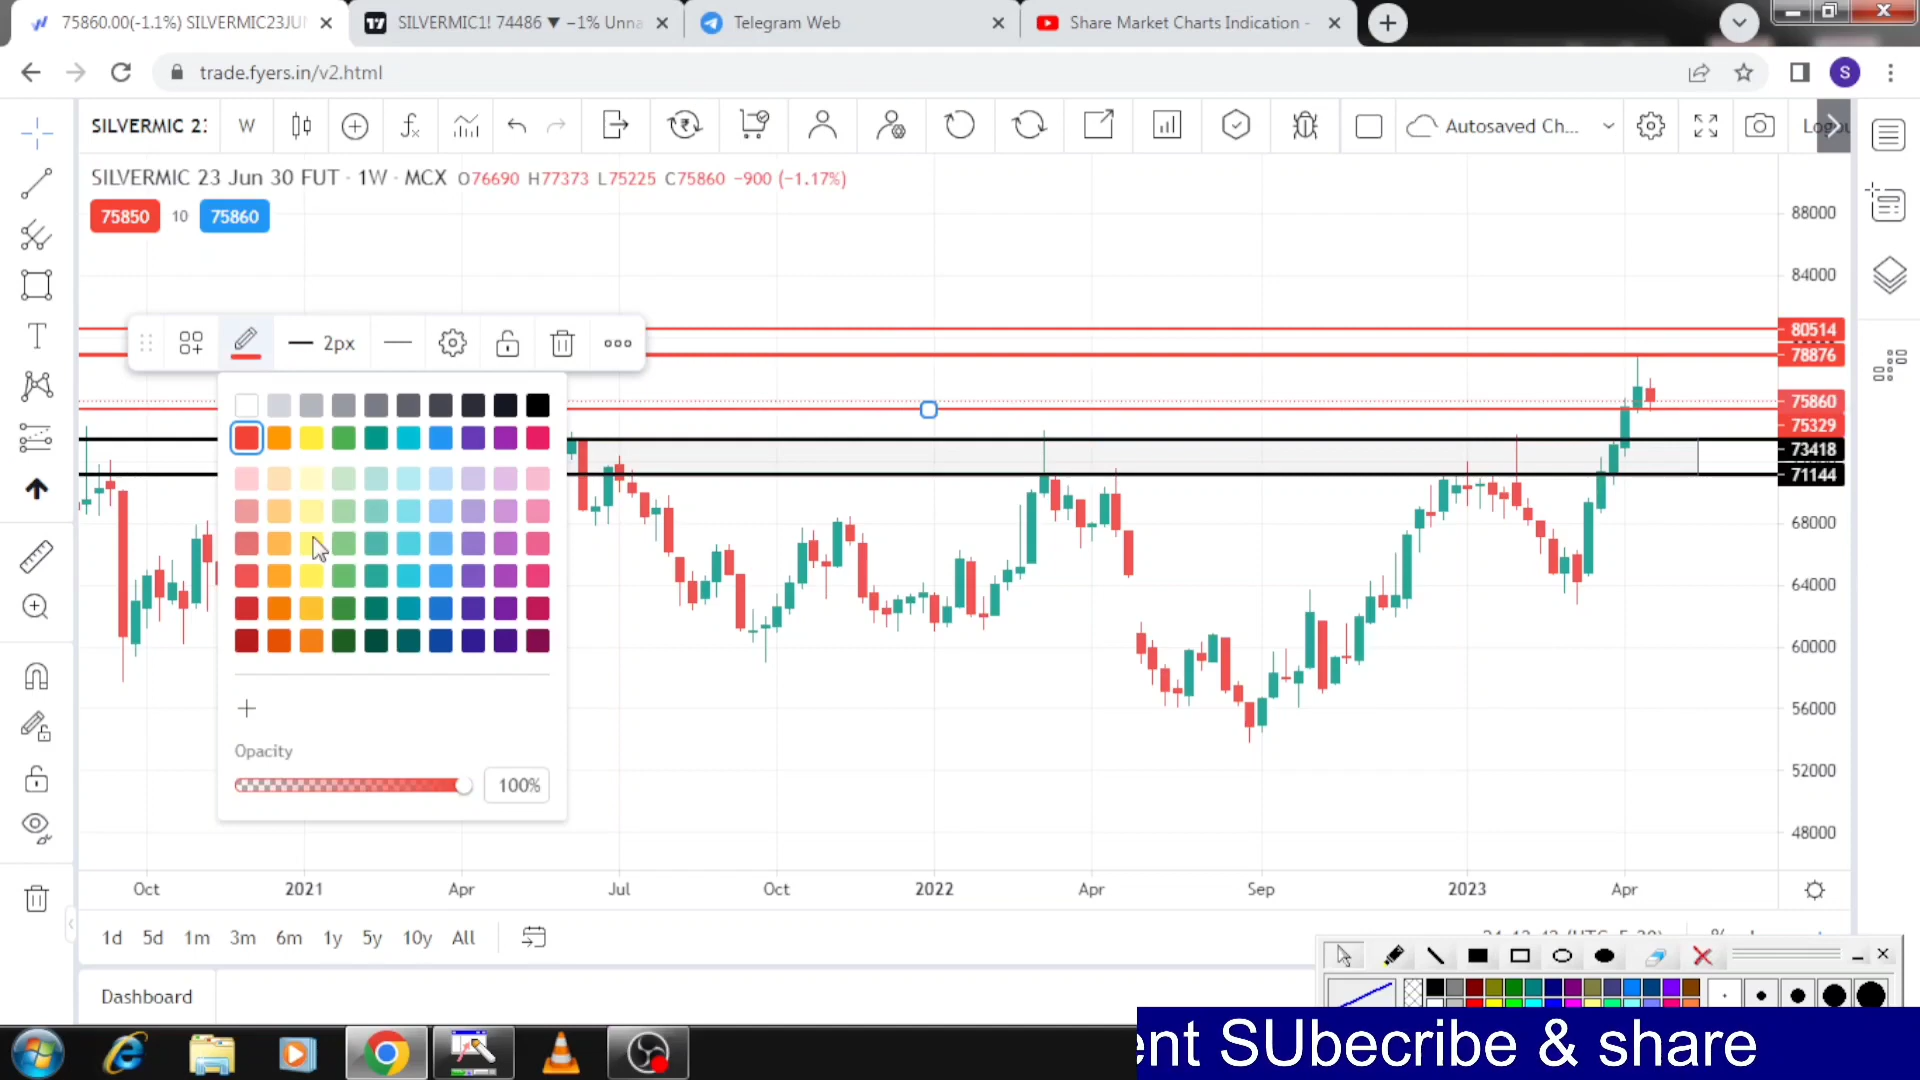 75860.00(-1.1%) SILVERMIC23JUN
SILVERMIC1! 74486 ▼ −1% Unna
Telegram Web
Share Market Charts Indication -
trade.fyers.in/v2.html
S
SILVERMIC 23
W
Autosaved Ch...
SILVERMIC 23 Jun 30 FUT · 1W · MCX O76690 H77373 L75225 C75860 −900 (−1.17%)
75850 10 75860
2px
88000
84000
80514
78876
75860
75329
73418
71144
68000
64000
60000
56000
52000
48000
Opacity
100%
Oct 2021 Apr Jul Oct 2022 Apr Sep 2023 Apr
1d 5d 1m 3m 6m 1y 5y 10y All
Dashboard
ent SUbecribe & share